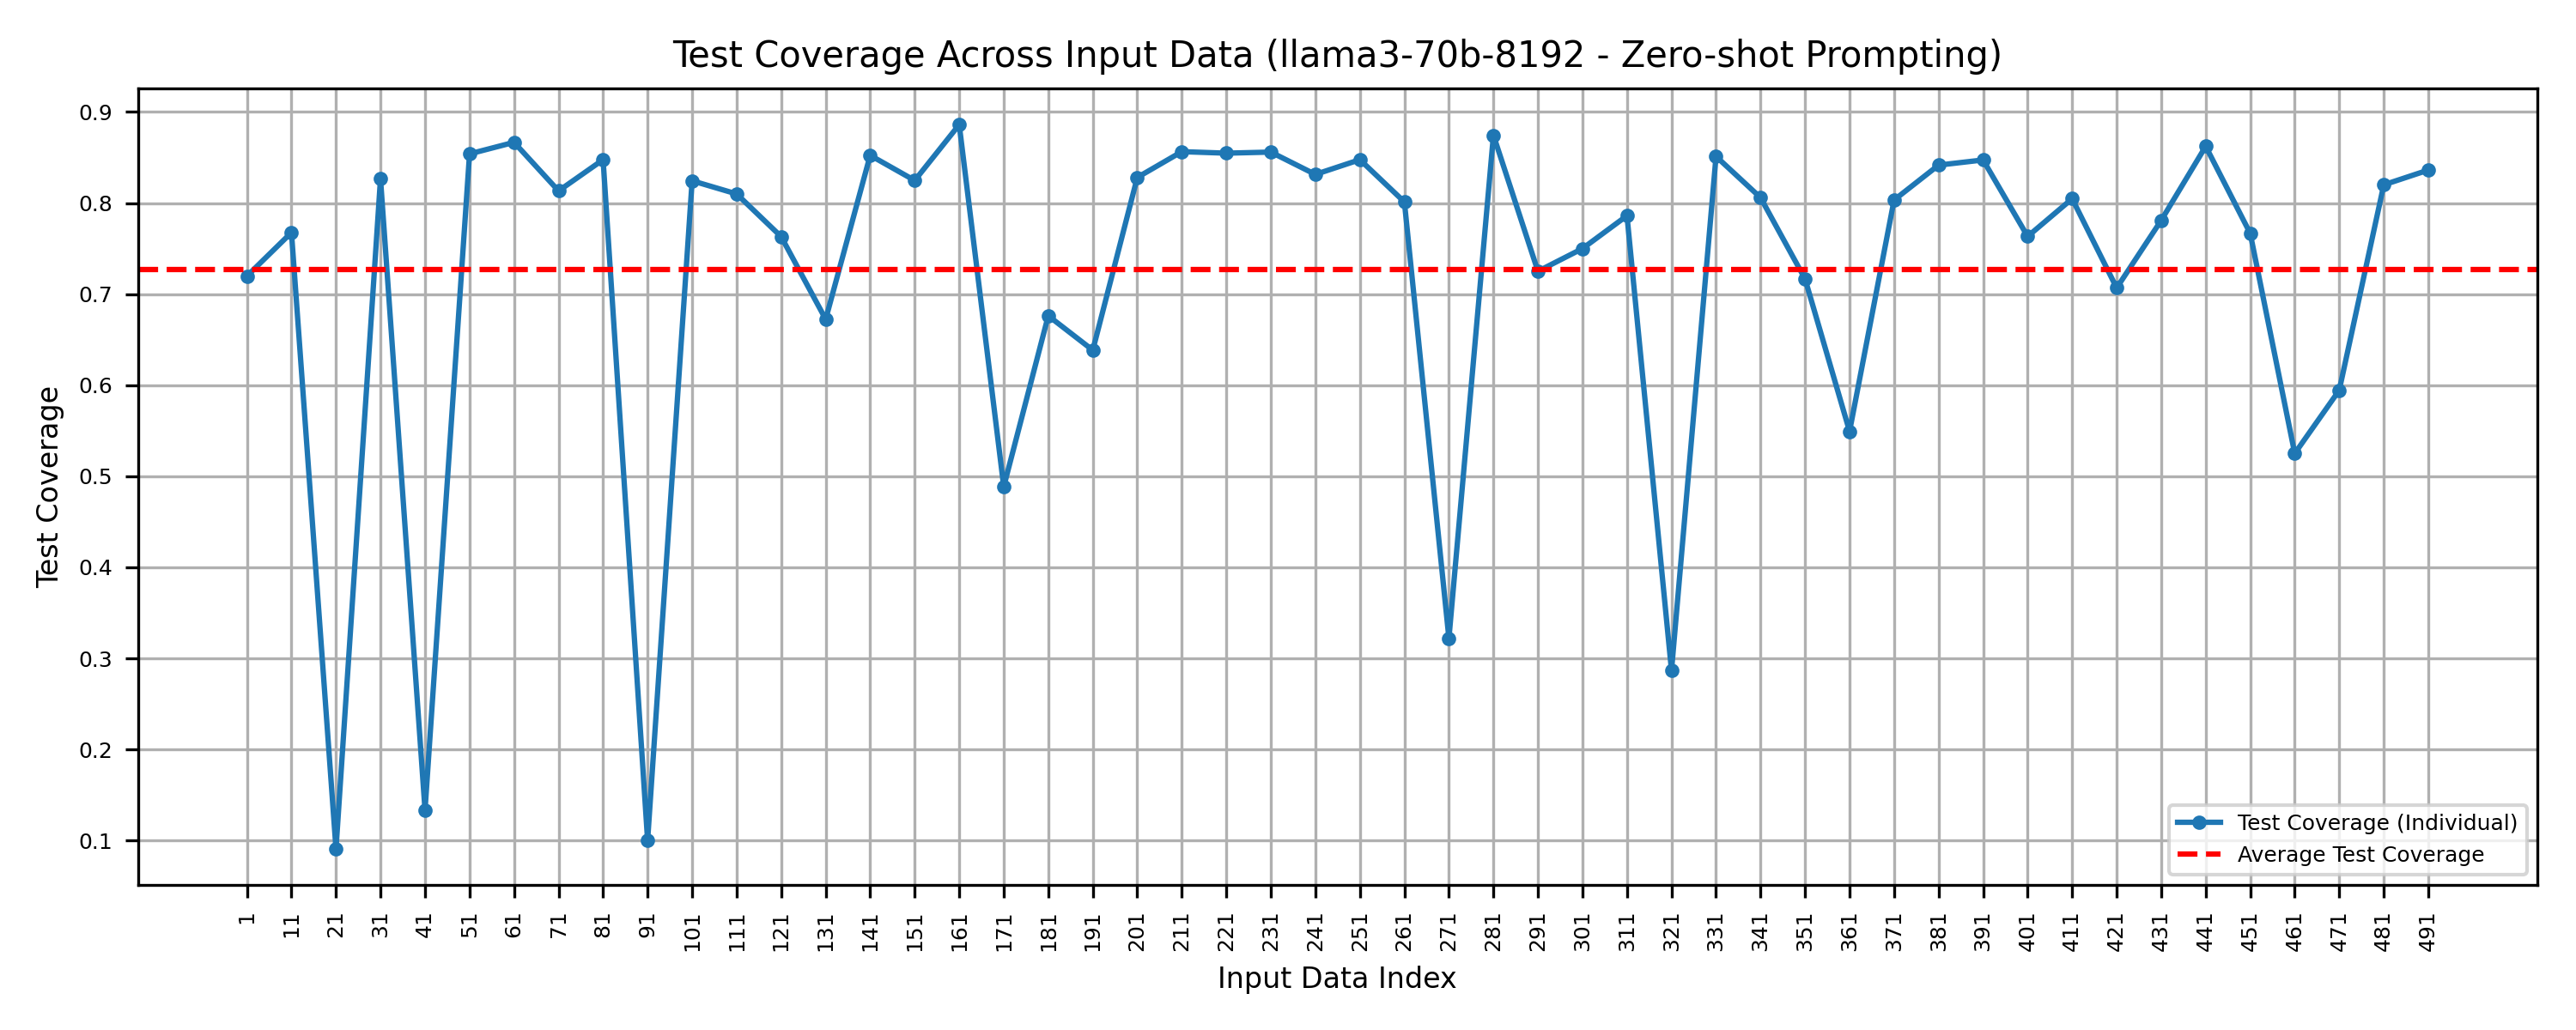 Test Coverage Across Input Data (llama3-70b-8192 - Zero-shot Prompting)
Test Coverage
0.9
0.8
0.7
0.6
0.5
0.4
0.3
0.2
0.1
Test Coverage (Individual)
Average Test Coverage
1 11 21 31 41 51 61 71 81 91 101 111 121 131 141 151 161 171 181 191 201 211 221 231 241 251 261 271 281 291 301 311 321 331 341 351 361 371 381 391 401 411 421 431 441 451 461 471 481 491
Input Data Index